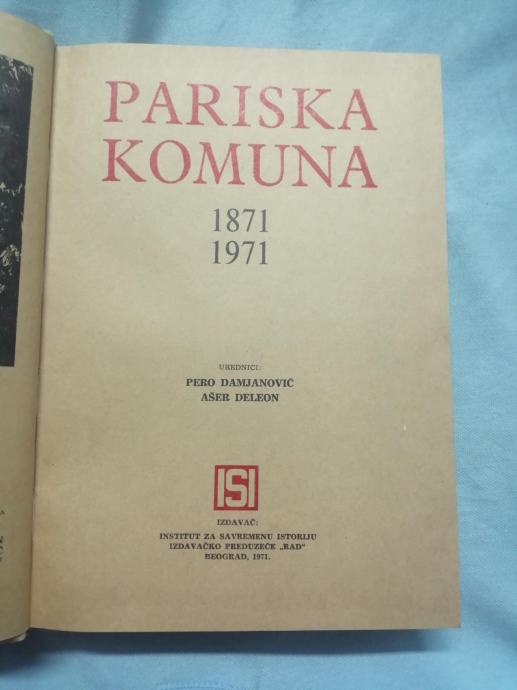 PARISKA
KOMUNA
1871
1971
UREDNICI:
PERO DAMJANOVIĆ
AŠER DELEON
ISI
IZDAVAČ:
INSTITUT ZA SAVREMENU ISTORIJU
IZDAVAČKO PREDUZEĆE „RAD"
BEOGRAD, 1971.